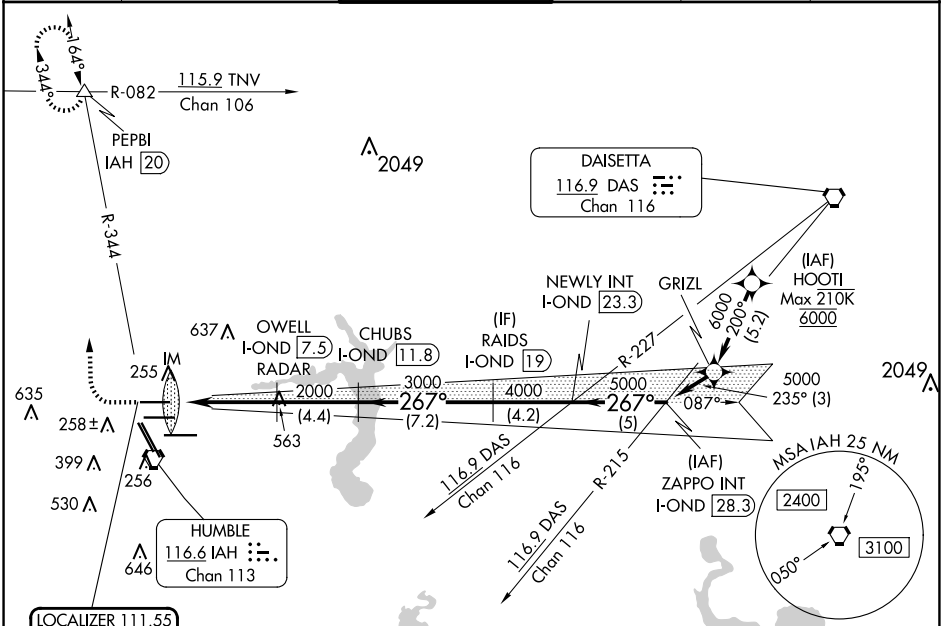 164°
344°
R-082
115.9 TNV
Chan 106
PEPBI
IAH 20
R-344
2049
DAISETTA
116.9 DAS
Chan 116
(IAF)
HOOTI
Max 210K
6000
6000
200°
(5.2)
GRIZL
NEWLY INT
I-OND 23.3
R-227
(IF)
RAIDS
I-OND 19
CHUBS
I-OND 11.8
OWELL
I-OND 7.5
RADAR
637
IM
255
635
258±
399
256
530
646
563
2000
(4.4)
3000
267°
(7.2)
4000
(4.2)
5000
267°
(5)
087°
5000
235° (3)
2049
116.9 DAS
Chan 116
R-215
116.9 DAS
Chan 116
(IAF)
ZAPPO INT
I-OND 28.3
MSA IAH 25 NM
195°
2400
3100
050°
HUMBLE
116.6 IAH
Chan 113
LOCALIZER 111.55